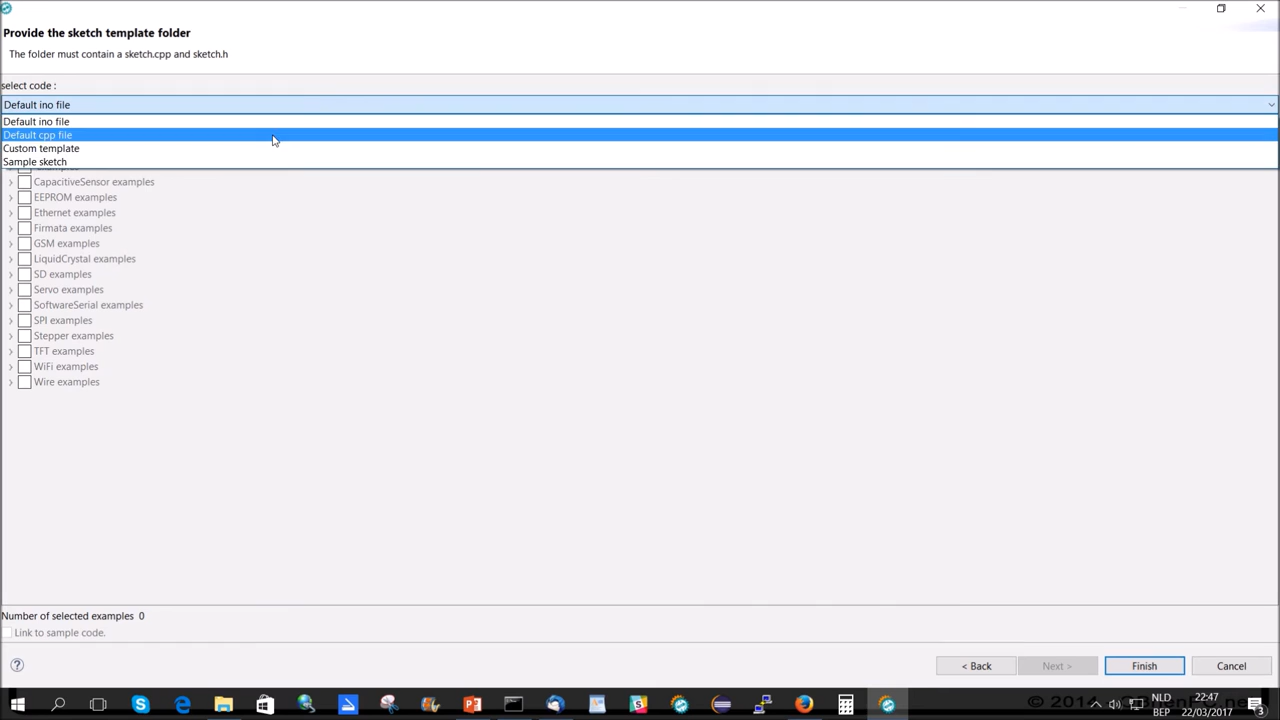 Provide the sketch template folder
The folder must contain a sketch.cpp and sketch.h
select code :
Default ino file
Default ino file
Default cpp file
Custom template
Sample sketch
CapacitiveSensor examples
EEPROM examples
Ethernet examples
Firmata examples
GSM examples
LiquidCrystal examples
SD examples
Servo examples
SoftwareSerial examples
SPI examples
Stepper examples
TFT examples
WiFi examples
Wire examples
Number of selected examples 0
Link to sample code.
< Back Next > Finish Cancel
NLD 22:47
BEP 22/03/2017